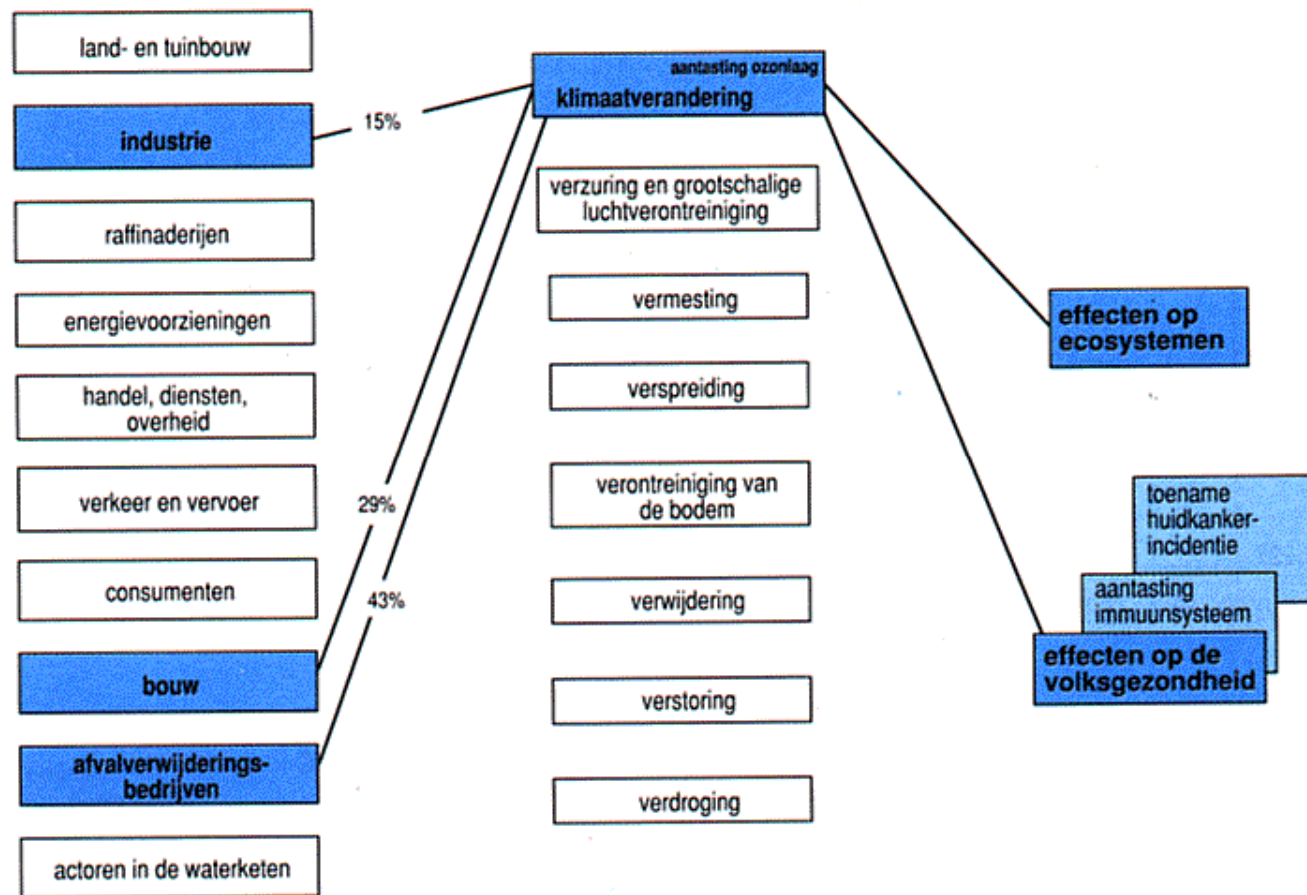 land- en tuinbouw
industrie
raffinaderijen
energievoorzieningen
handel, diensten,
overheid
verkeer en vervoer
consumenten
bouw
afvalverwijderings-
bedrijven
actoren in de waterketen
15%
29%
43%
aantasting ozonlaag
klimaatverandering
verzuring en grootschalige
luchtverontreiniging
vermesting
verspreiding
verontreiniging van
de bodem
verwijdering
verstoring
verdroging
effecten op
ecosystemen
toename
huidkanker-
incidentie
aantasting
immuunsysteem
effecten op de
volksgezondheid